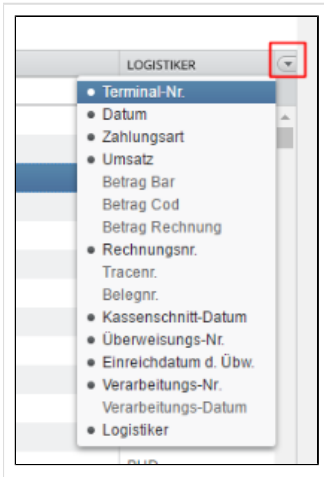 LOGISTIKER
Terminal-Nr.
Datum
Zahlungsart
Umsatz
Betrag Bar
Betrag Cod
Betrag Rechnung
Rechnungsnr.
Tracenr.
Belegnr.
Kassenschnitt-Datum
Überweisungs-Nr.
Einreichdatum d. Übw.
Verarbeitungs-Nr.
Verarbeitungs-Datum
Logistiker